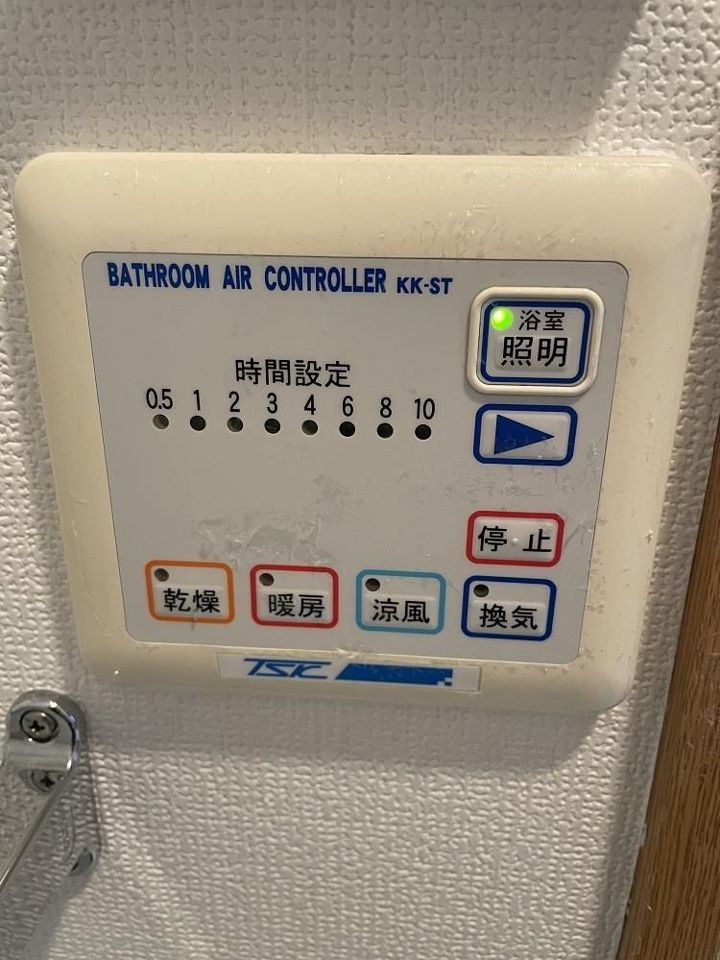 BATHROOM AIR CONTROLLER KK-ST
浴室
照明
時間設定
0.5 1 2 3 4 6 8 10
停止
乾燥 暖房 涼風 換気
TSK